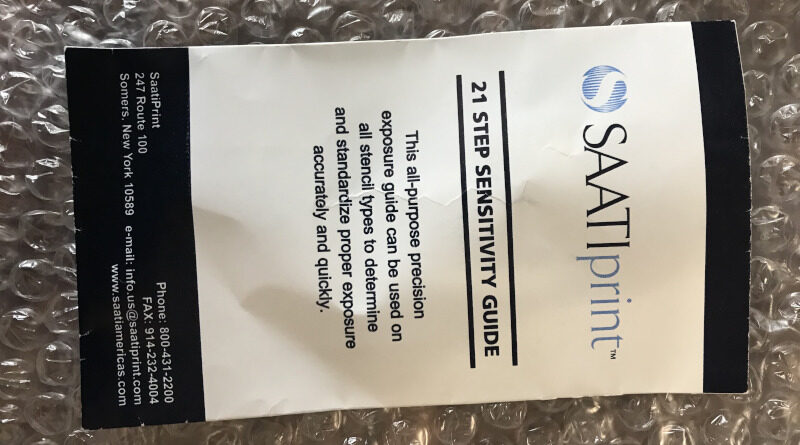 SAATIprint™
21 STEP SENSITIVITY GUIDE
This all-purpose precision
exposure guide can be used on
all stencil types to determine
and standardize proper exposure
accurately and quickly.
SaatiPrint
247 Route 100
Somers, New York 10589
Phone: 800-431-2200
FAX: 914-232-4004
e-mail: info.us@saatiprint.com
www.saatiamericas.com